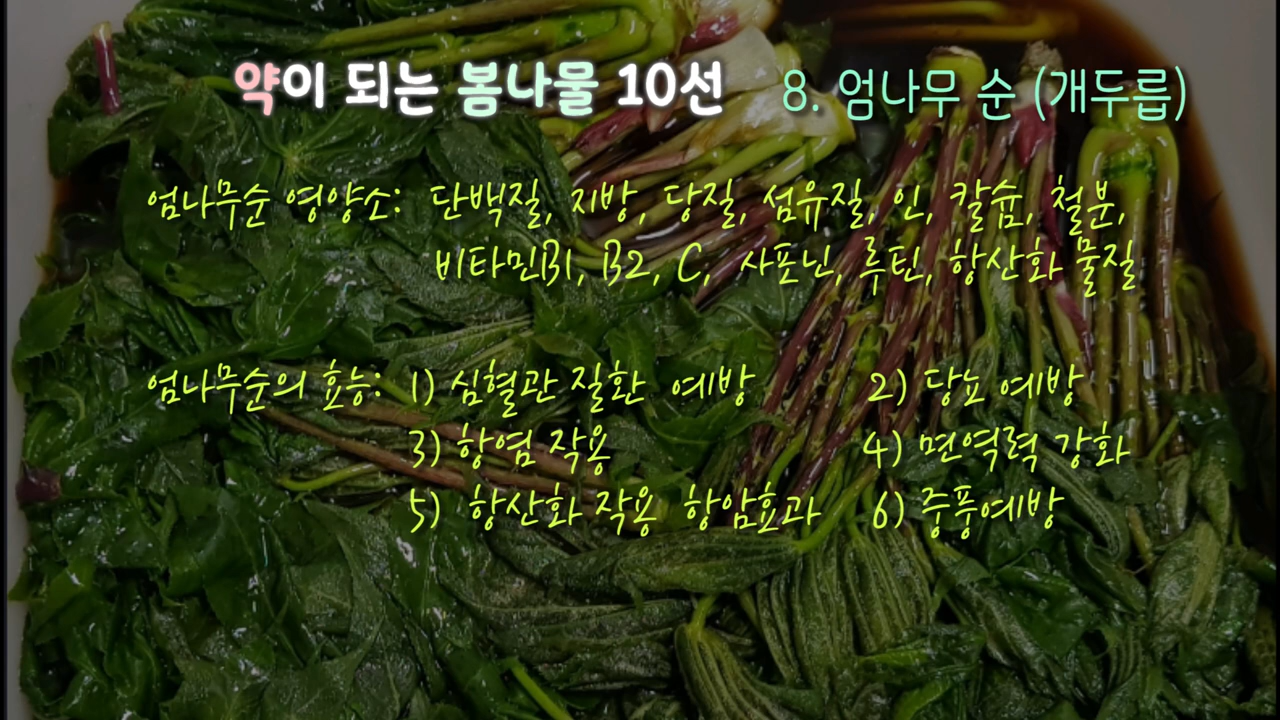 약이 되는 봄나물 10선 8. 엄나무 순 (개두릅)
엄나무순 영양소: 단백질, 지방, 당질, 섬유질, 인, 칼슘, 철분,
비타민B1, B2, C, 사포닌, 루틴, 항산화 물질
엄나무순의 효능: 1) 심혈관 질환 예방 2) 당뇨 예방
3) 항염 작용 4) 면역력 강화
5) 항산화 작용 항암효과 6) 중풍예방